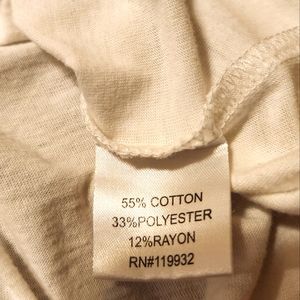 55% COTTON
33%POLYESTER
12%RAYON
RN#119932